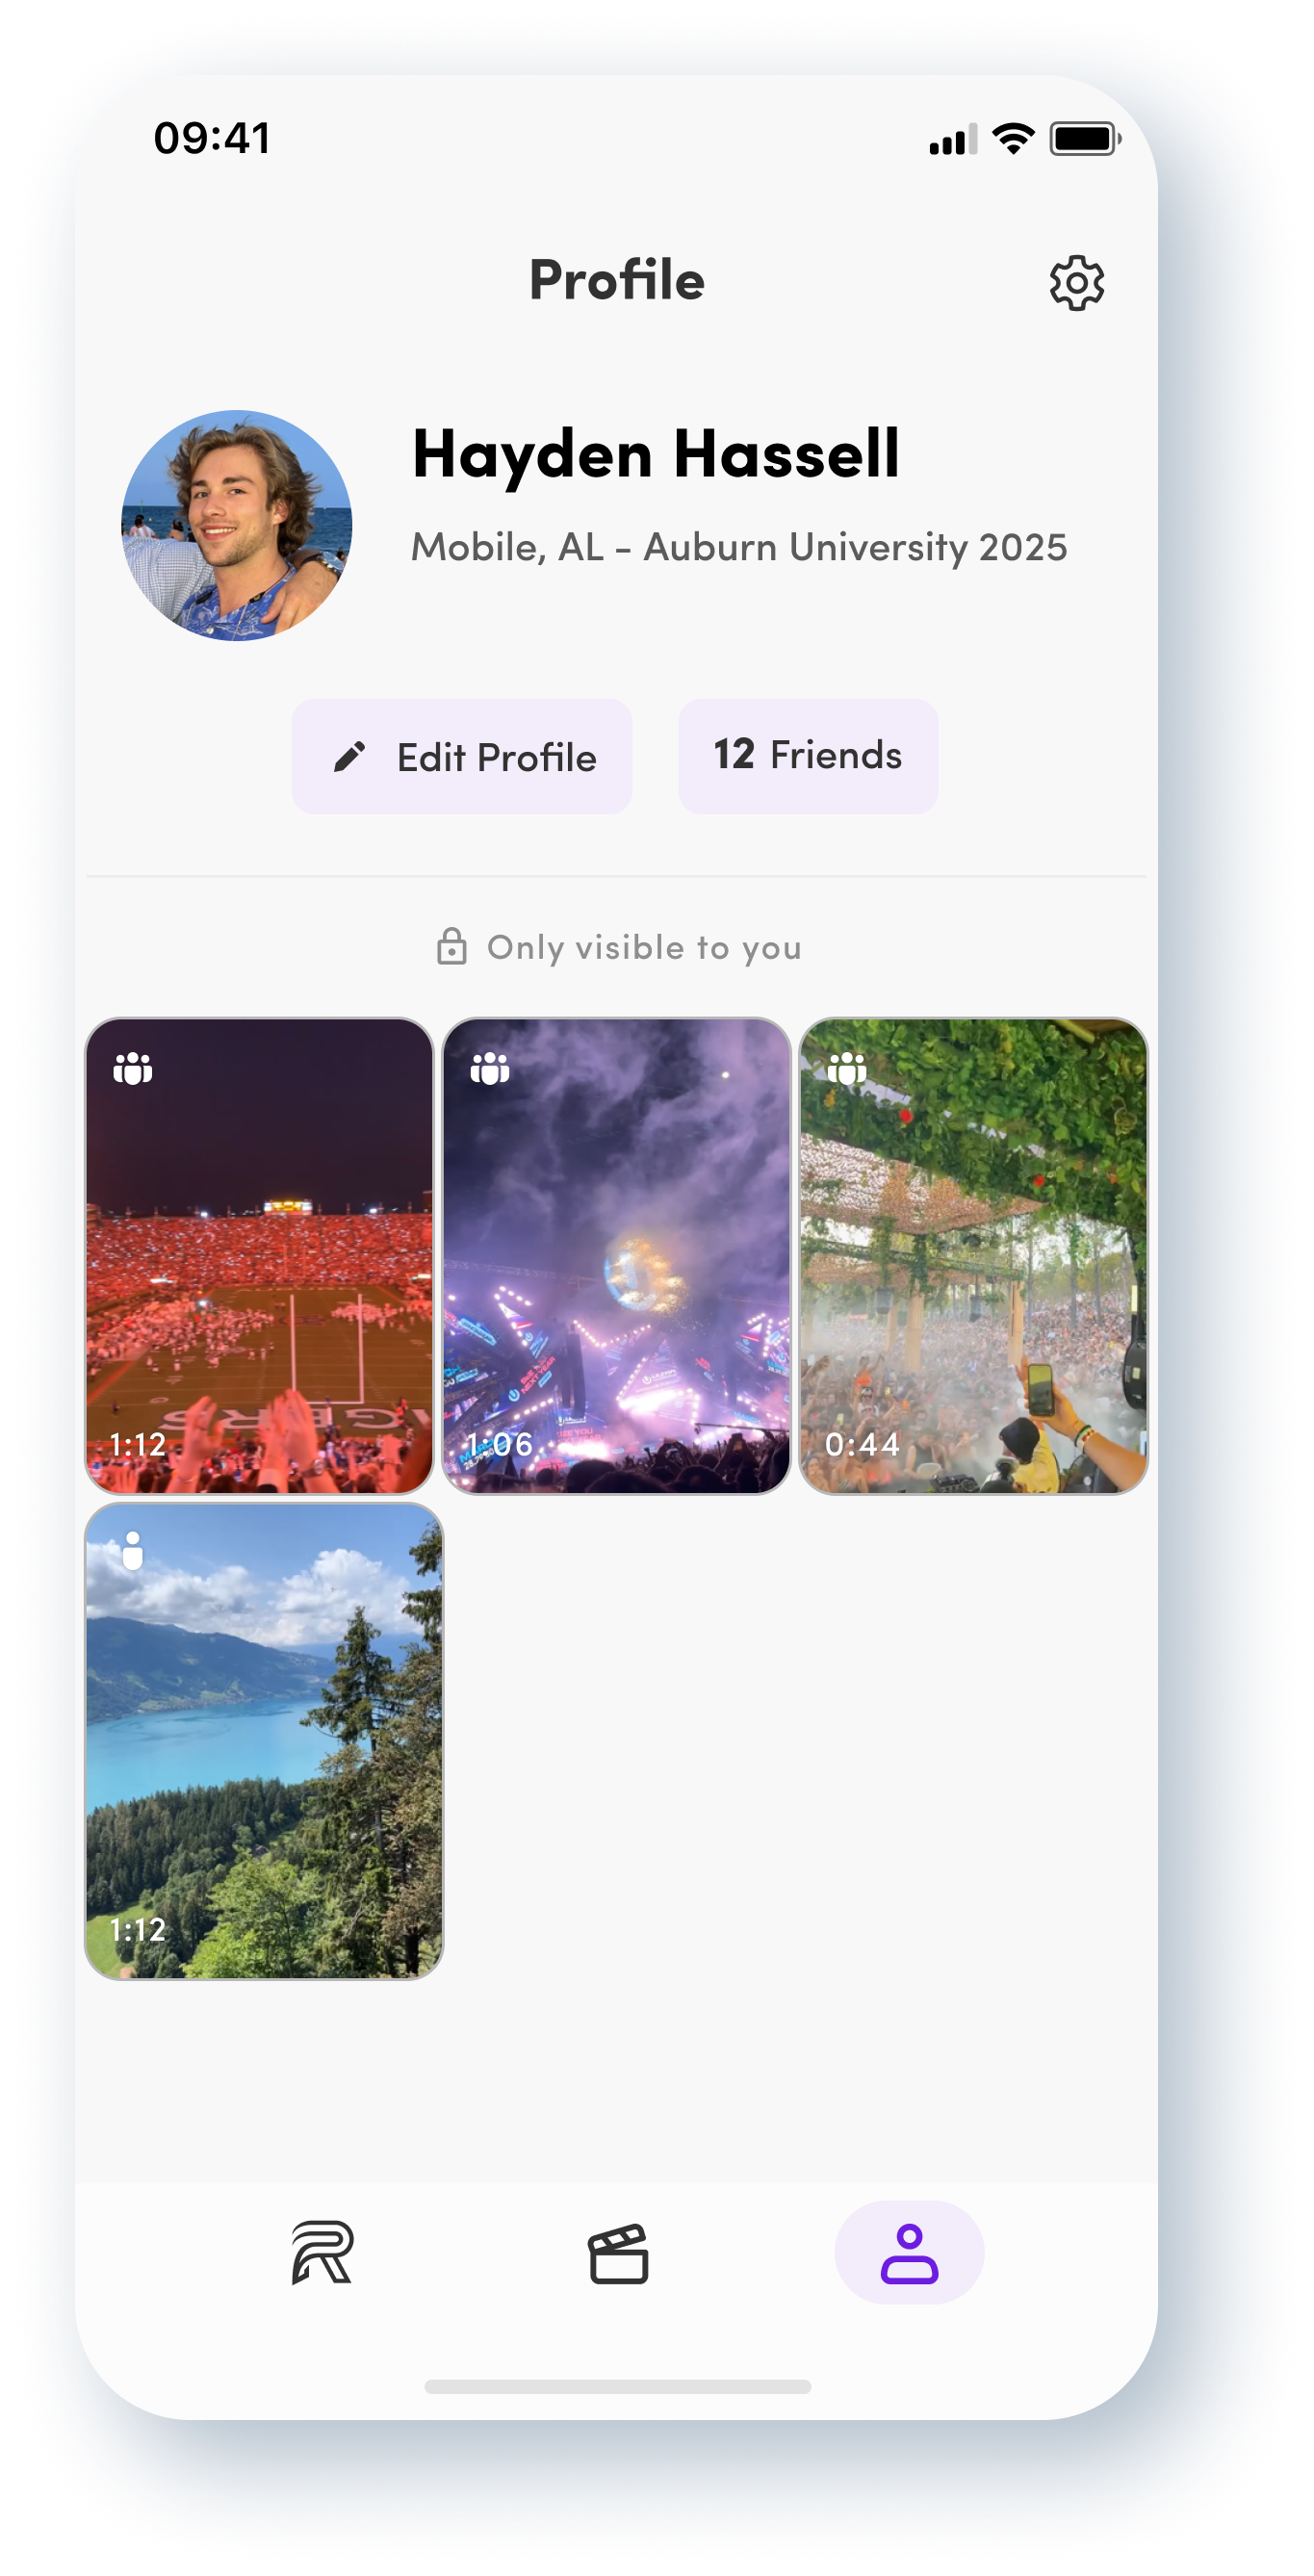 09:41
Profile
Hayden Hassell
Mobile, AL - Auburn University 2025
Edit Profile
12 Friends
Only visible to you
1:12
1:06
0:44
1:12